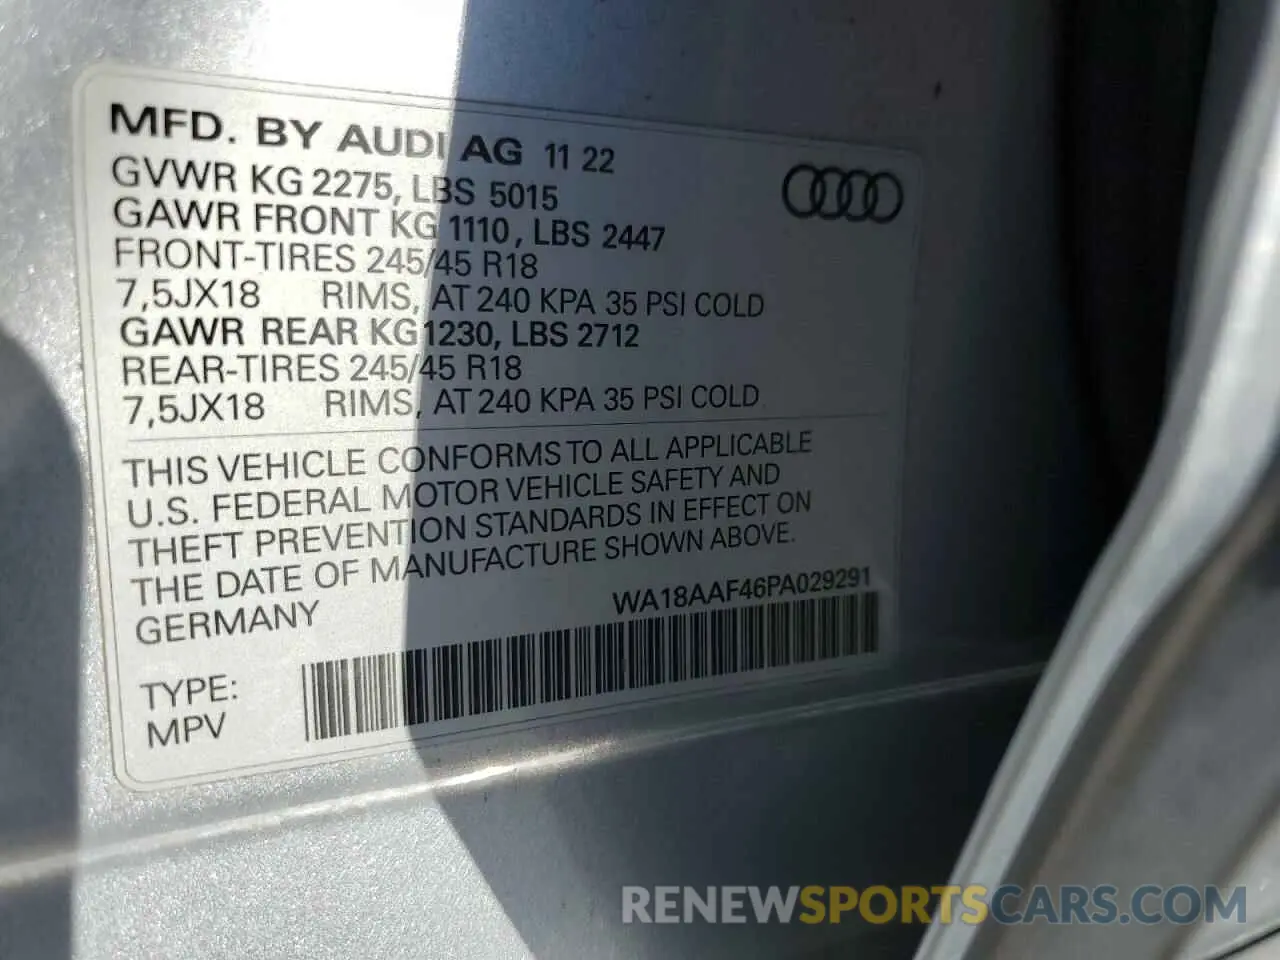 MFD. BY AUDI AG 11 22
GVWR KG 2275, LBS 5015
GAWR FRONT KG 1110, LBS 2447
FRONT-TIRES 245/45 R18
7,5JX18 RIMS, AT 240 KPA 35 PSI COLD
GAWR REAR KG 1230, LBS 2712
REAR-TIRES 245/45 R18
7,5JX18 RIMS, AT 240 KPA 35 PSI COLD
THIS VEHICLE CONFORMS TO ALL APPLICABLE
U.S. FEDERAL MOTOR VEHICLE SAFETY AND
THEFT PREVENTION STANDARDS IN EFFECT ON
THE DATE OF MANUFACTURE SHOWN ABOVE.
GERMANY
WA18AAF46PA029291
TYPE:
MPV
RENEWSPORTSCARS.COM